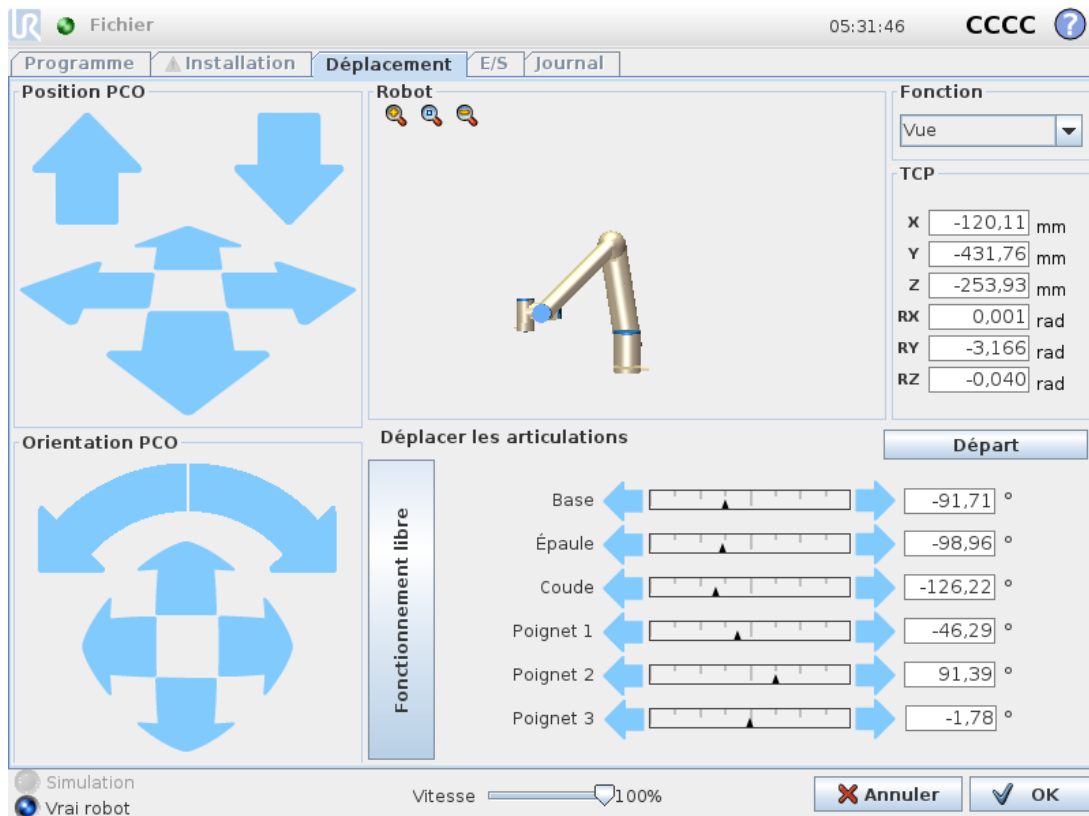 UR Fichier 05:31:46 CCCC ?
Programme Installation Déplacement E/S Journal
Position PCO
Robot
Fonction
Vue
TCP
X -120,11 mm
Y -431,76 mm
Z -253,93 mm
RX 0,001 rad
RY -3,166 rad
RZ -0,040 rad
Orientation PCO
Déplacer les articulations
Départ
Fonctionnement libre
Base -91,71 °
Épaule -98,96 °
Coude -126,22 °
Poignet 1 -46,29 °
Poignet 2 91,39 °
Poignet 3 -1,78 °
Simulation
Vrai robot
Vitesse 100%
Annuler OK